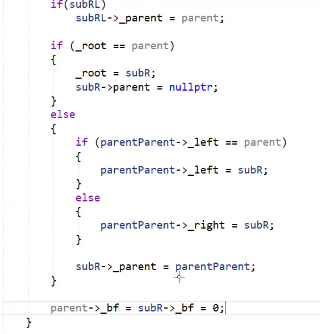 if(subRL)
subRL->_parent = parent;
if (_root == parent)
{
_root = subR;
subR->parent = nullptr;
}
else
{
if (parentParent->_left == parent)
{
parentParent->_left = subR;
}
else
{
parentParent->_right = subR;
}
subR->_parent = parentParent;
}
parent->_bf = subR->_bf = 0;
}